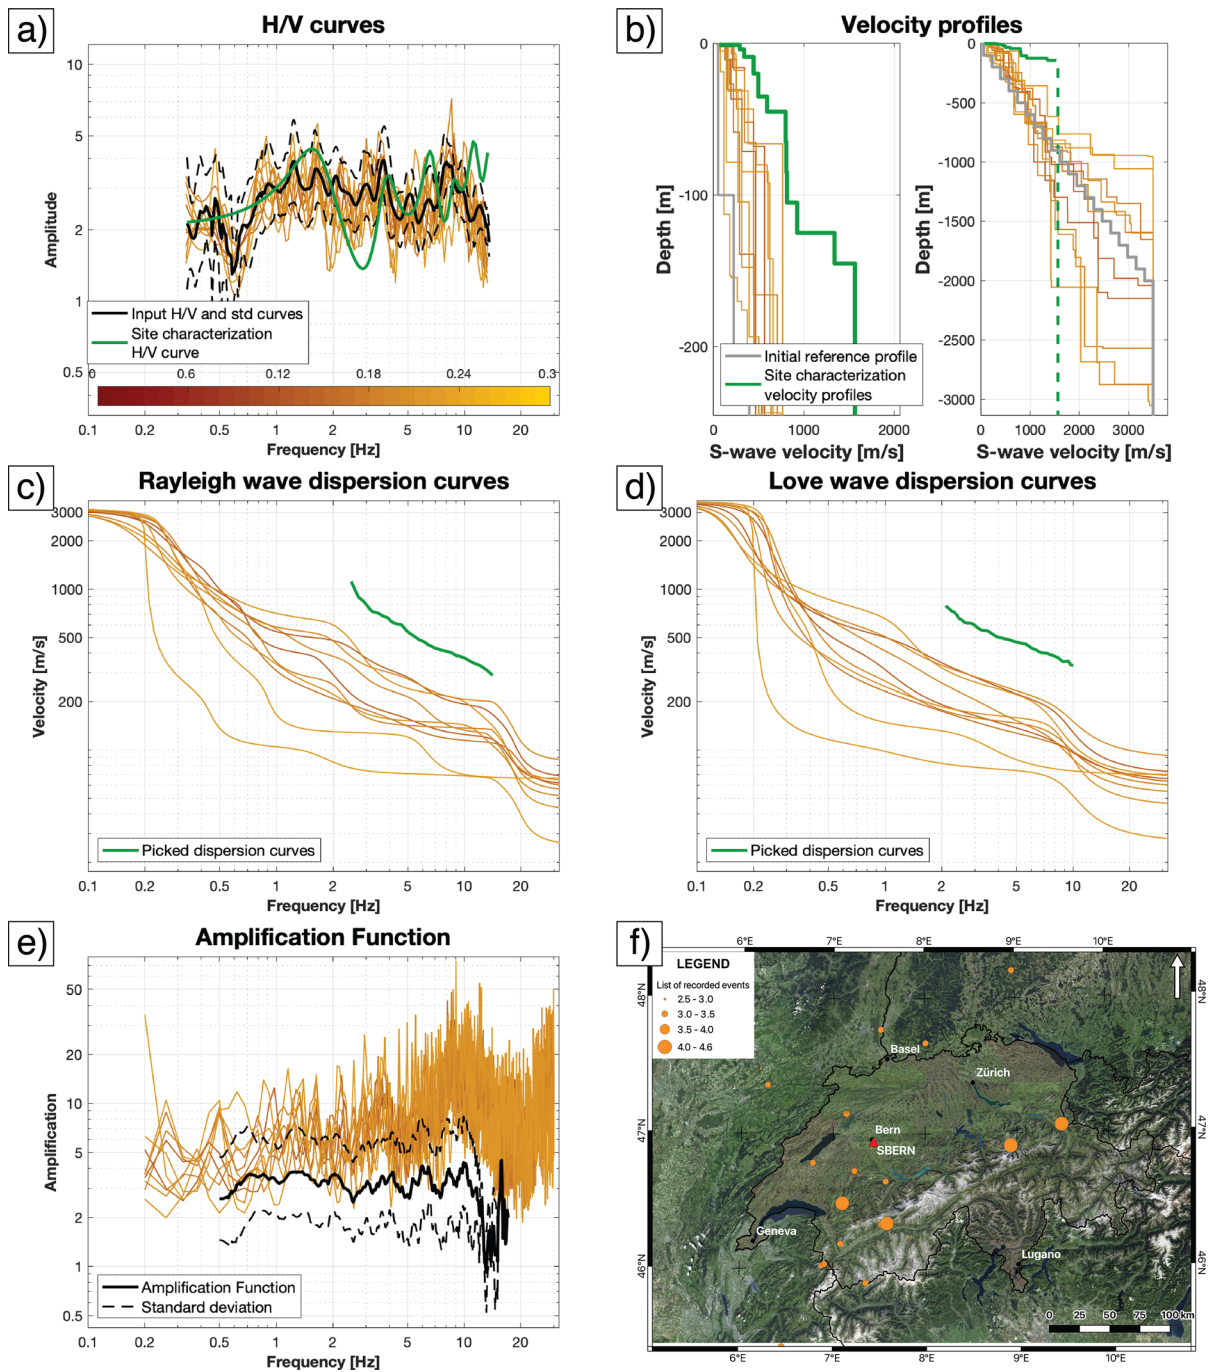 a)
H/V curves
10
5
2
1
0.5
Amplitude
Input H/V and std curves
Site characterization
H/V curve
0 0.6 0.12 0.18 0.24 0.3
0.1 0.2 0.5 1 2 5 10 20
Frequency [Hz]
b)
Velocity profiles
0
-100
-200
Depth [m]
Initial reference profile
Site characterization
velocity profiles
0 1000 2000
S-wave velocity [m/s]
0
-500
-1000
-1500
-2000
-2500
-3000
Depth [m]
0 1000 2000 3000
S-wave velocity [m/s]
c)
Rayleigh wave dispersion curves
3000
2000
1000
500
200
Velocity [m/s]
Picked dispersion curves
0.1 0.2 0.5 1 2 5 10 20
Frequency [Hz]
d)
Love wave dispersion curves
3000
2000
1000
500
200
Velocity [m/s]
Picked dispersion curves
0.1 0.2 0.5 1 2 5 10 20
Frequency [Hz]
e)
Amplification Function
50
20
10
5
2
1
0.5
Amplification
Amplification Function
Standard deviation
0.1 0.2 0.5 1 2 5 10 20
Frequency [Hz]
f)
6°E 7°E 8°E 9°E 10°E
LEGEND
List of recorded events
2.5 - 3.0
3.0 - 3.5
3.5 - 4.0
4.0 - 4.6
48°N 48°N
Basel
Zürich
47°N 47°N
Bern
SBERN
Geneva
Lugano
46°N 46°N
0 25 50 75 100 km
6°E 7°E 8°E 9°E 10°E